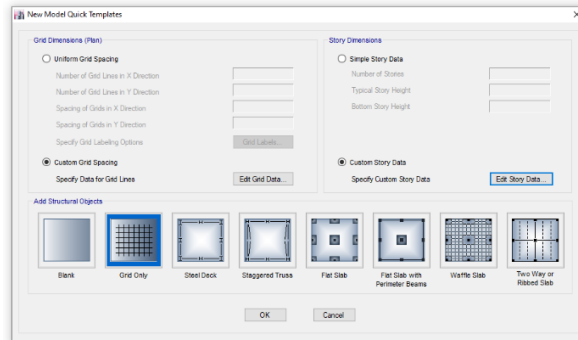 New Model Quick Templates
Grid Dimensions (Plan)
Uniform Grid Spacing
Number of Grid Lines in X Direction
Number of Grid Lines in Y Direction
Spacing of Grids in X Direction
Spacing of Grids in Y Direction
Specify Grid Labeling Options
Grid Labels...
Custom Grid Spacing
Specify Data for Grid Lines
Edit Grid Data...
Story Dimensions
Simple Story Data
Number of Stories
Typical Story Height
Bottom Story Height
Custom Story Data
Specify Custom Story Data
Edit Story Data...
Add Structural Objects
Blank
Grid Only
Steel Deck
Staggered Truss
Flat Slab
Flat Slab with
Perimeter Beams
Waffle Slab
Two Way or
Ribbed Slab
OK
Cancel